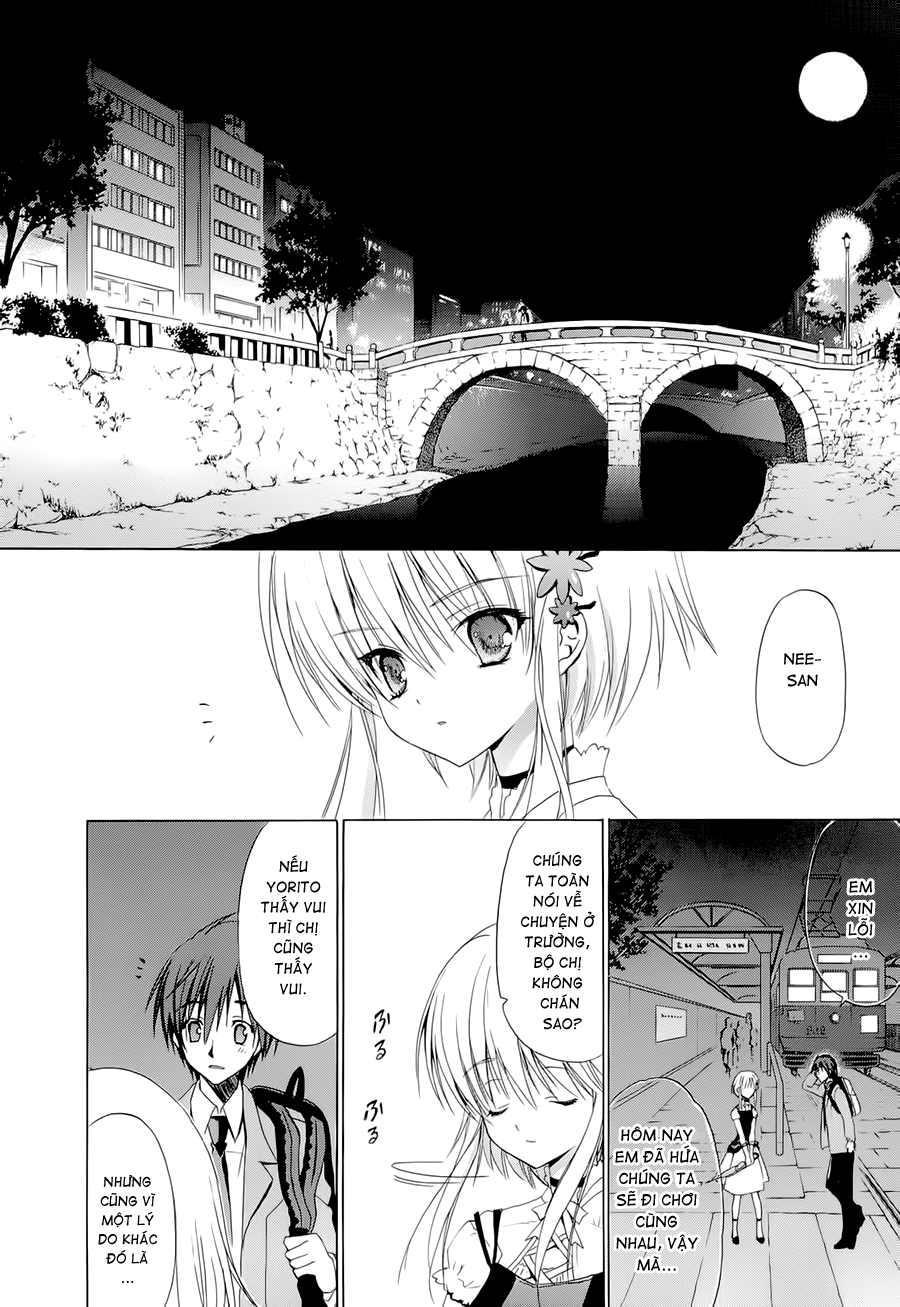 NEE-
SAN
EM
XIN
LỖI
...
HÔM NAY
EM ĐÃ HỨA
CHÚNG TA
SẼ ĐI CHƠI
CÙNG
NHAU, VẬY
MÀ...
CHÚNG
TA TOÀN
NÓI VỀ
CHUYỆN Ở
TRƯỜNG,
BỘ CHỊ
KHÔNG
CHÁN
SAO?
ふる
ふる
NẾU
YORITO
THẤY VUI
THÌ CHỊ
CŨNG
THẤY
VUI.
NHƯNG
CŨNG VÌ
MỘT LÝ
DO KHÁC
ĐÓ LÀ
...